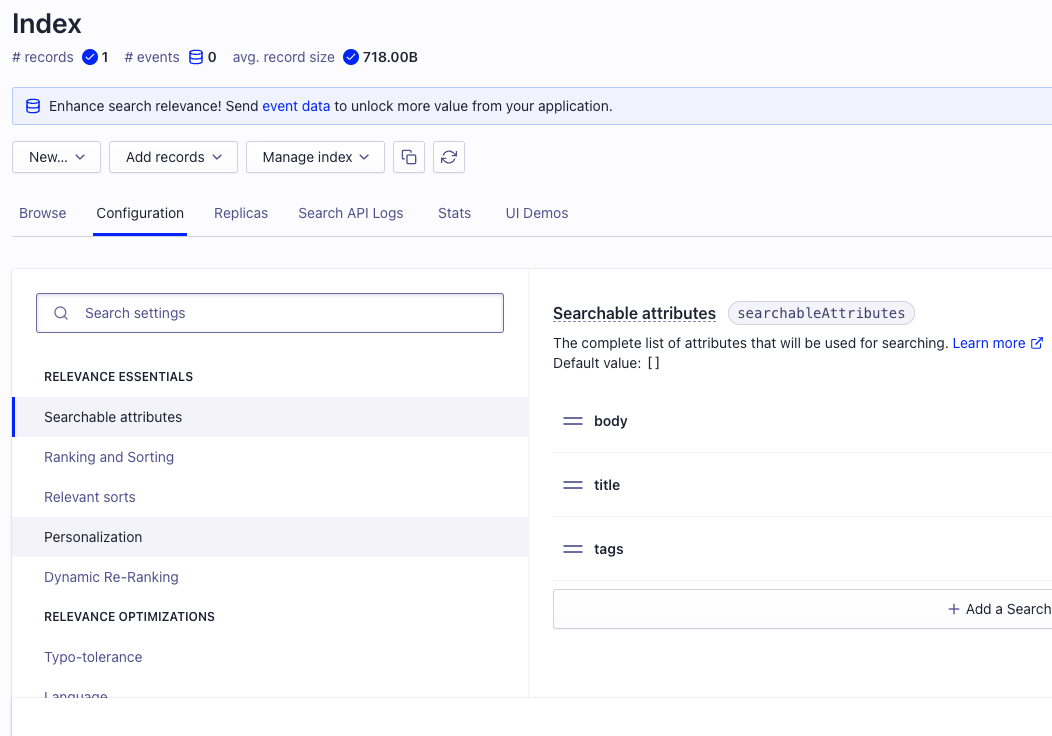 Index
# records 1 # events 0 avg. record size 718.00B
Enhance search relevance! Send event data to unlock more value from your application.
New... Add records Manage index
Browse Configuration Replicas Search API Logs Stats UI Demos
Search settings
RELEVANCE ESSENTIALS
Searchable attributes
Ranking and Sorting
Relevant sorts
Personalization
Dynamic Re-Ranking
RELEVANCE OPTIMIZATIONS
Typo-tolerance
Language
Searchable attributes searchableAttributes
The complete list of attributes that will be used for searching. Learn more
Default value: []
body
title
tags
+ Add a Search